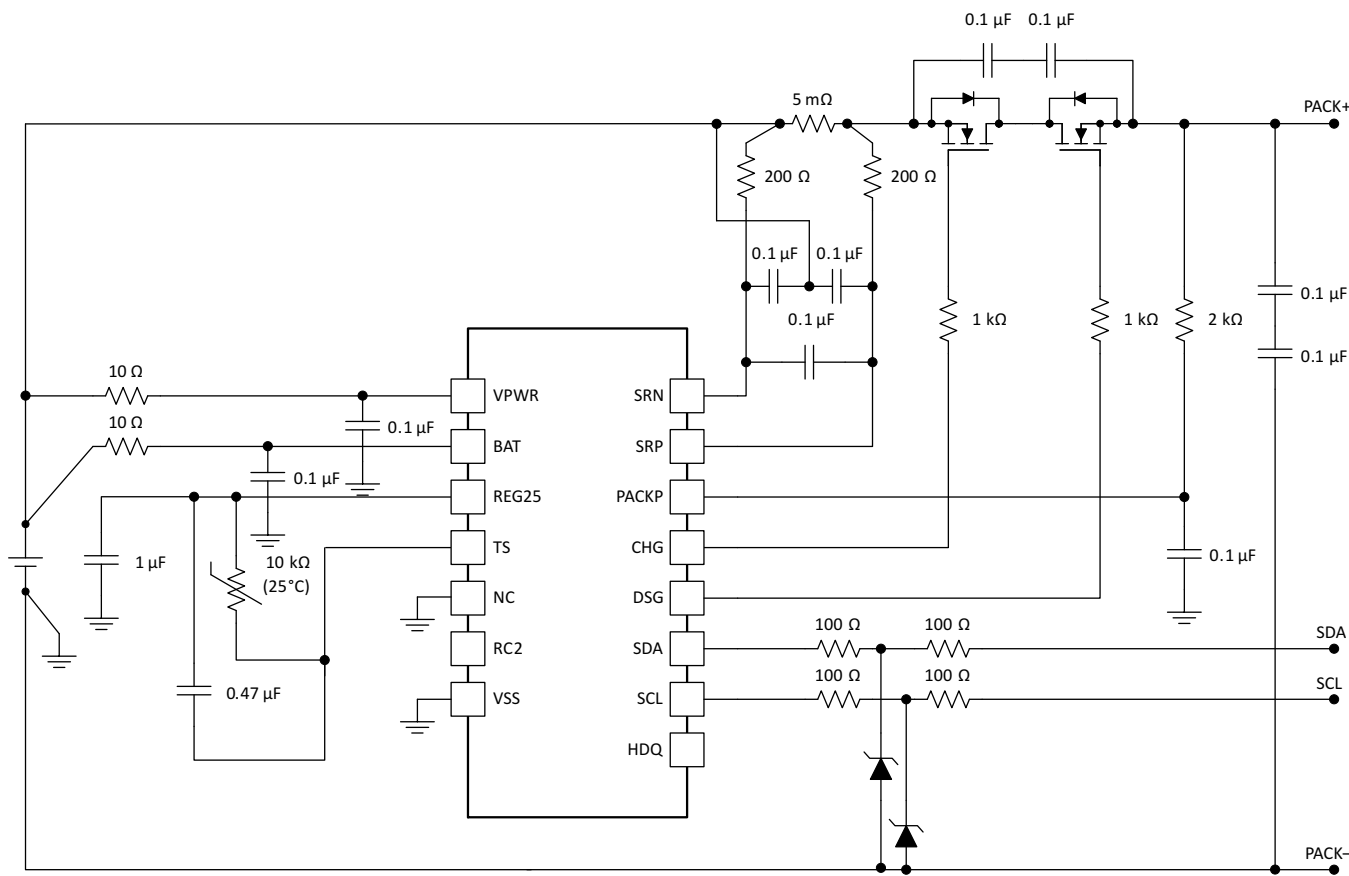 0.1 µF 0.1 µF
5 mΩ
PACK+
200 Ω
200 Ω
0.1 µF 0.1 µF
0.1 µF
0.1 µF
0.1 µF
1 kΩ
1 kΩ
2 kΩ
10 Ω
10 Ω
0.1 µF
0.1 µF
1 µF
10 kΩ
(25°C)
0.47 µF
VPWR
BAT
REG25
TS
NC
RC2
VSS
SRN
SRP
PACKP
CHG
DSG
SDA
SCL
HDQ
0.1 µF
100 Ω 100 Ω
SDA
100 Ω 100 Ω
SCL
PACK–